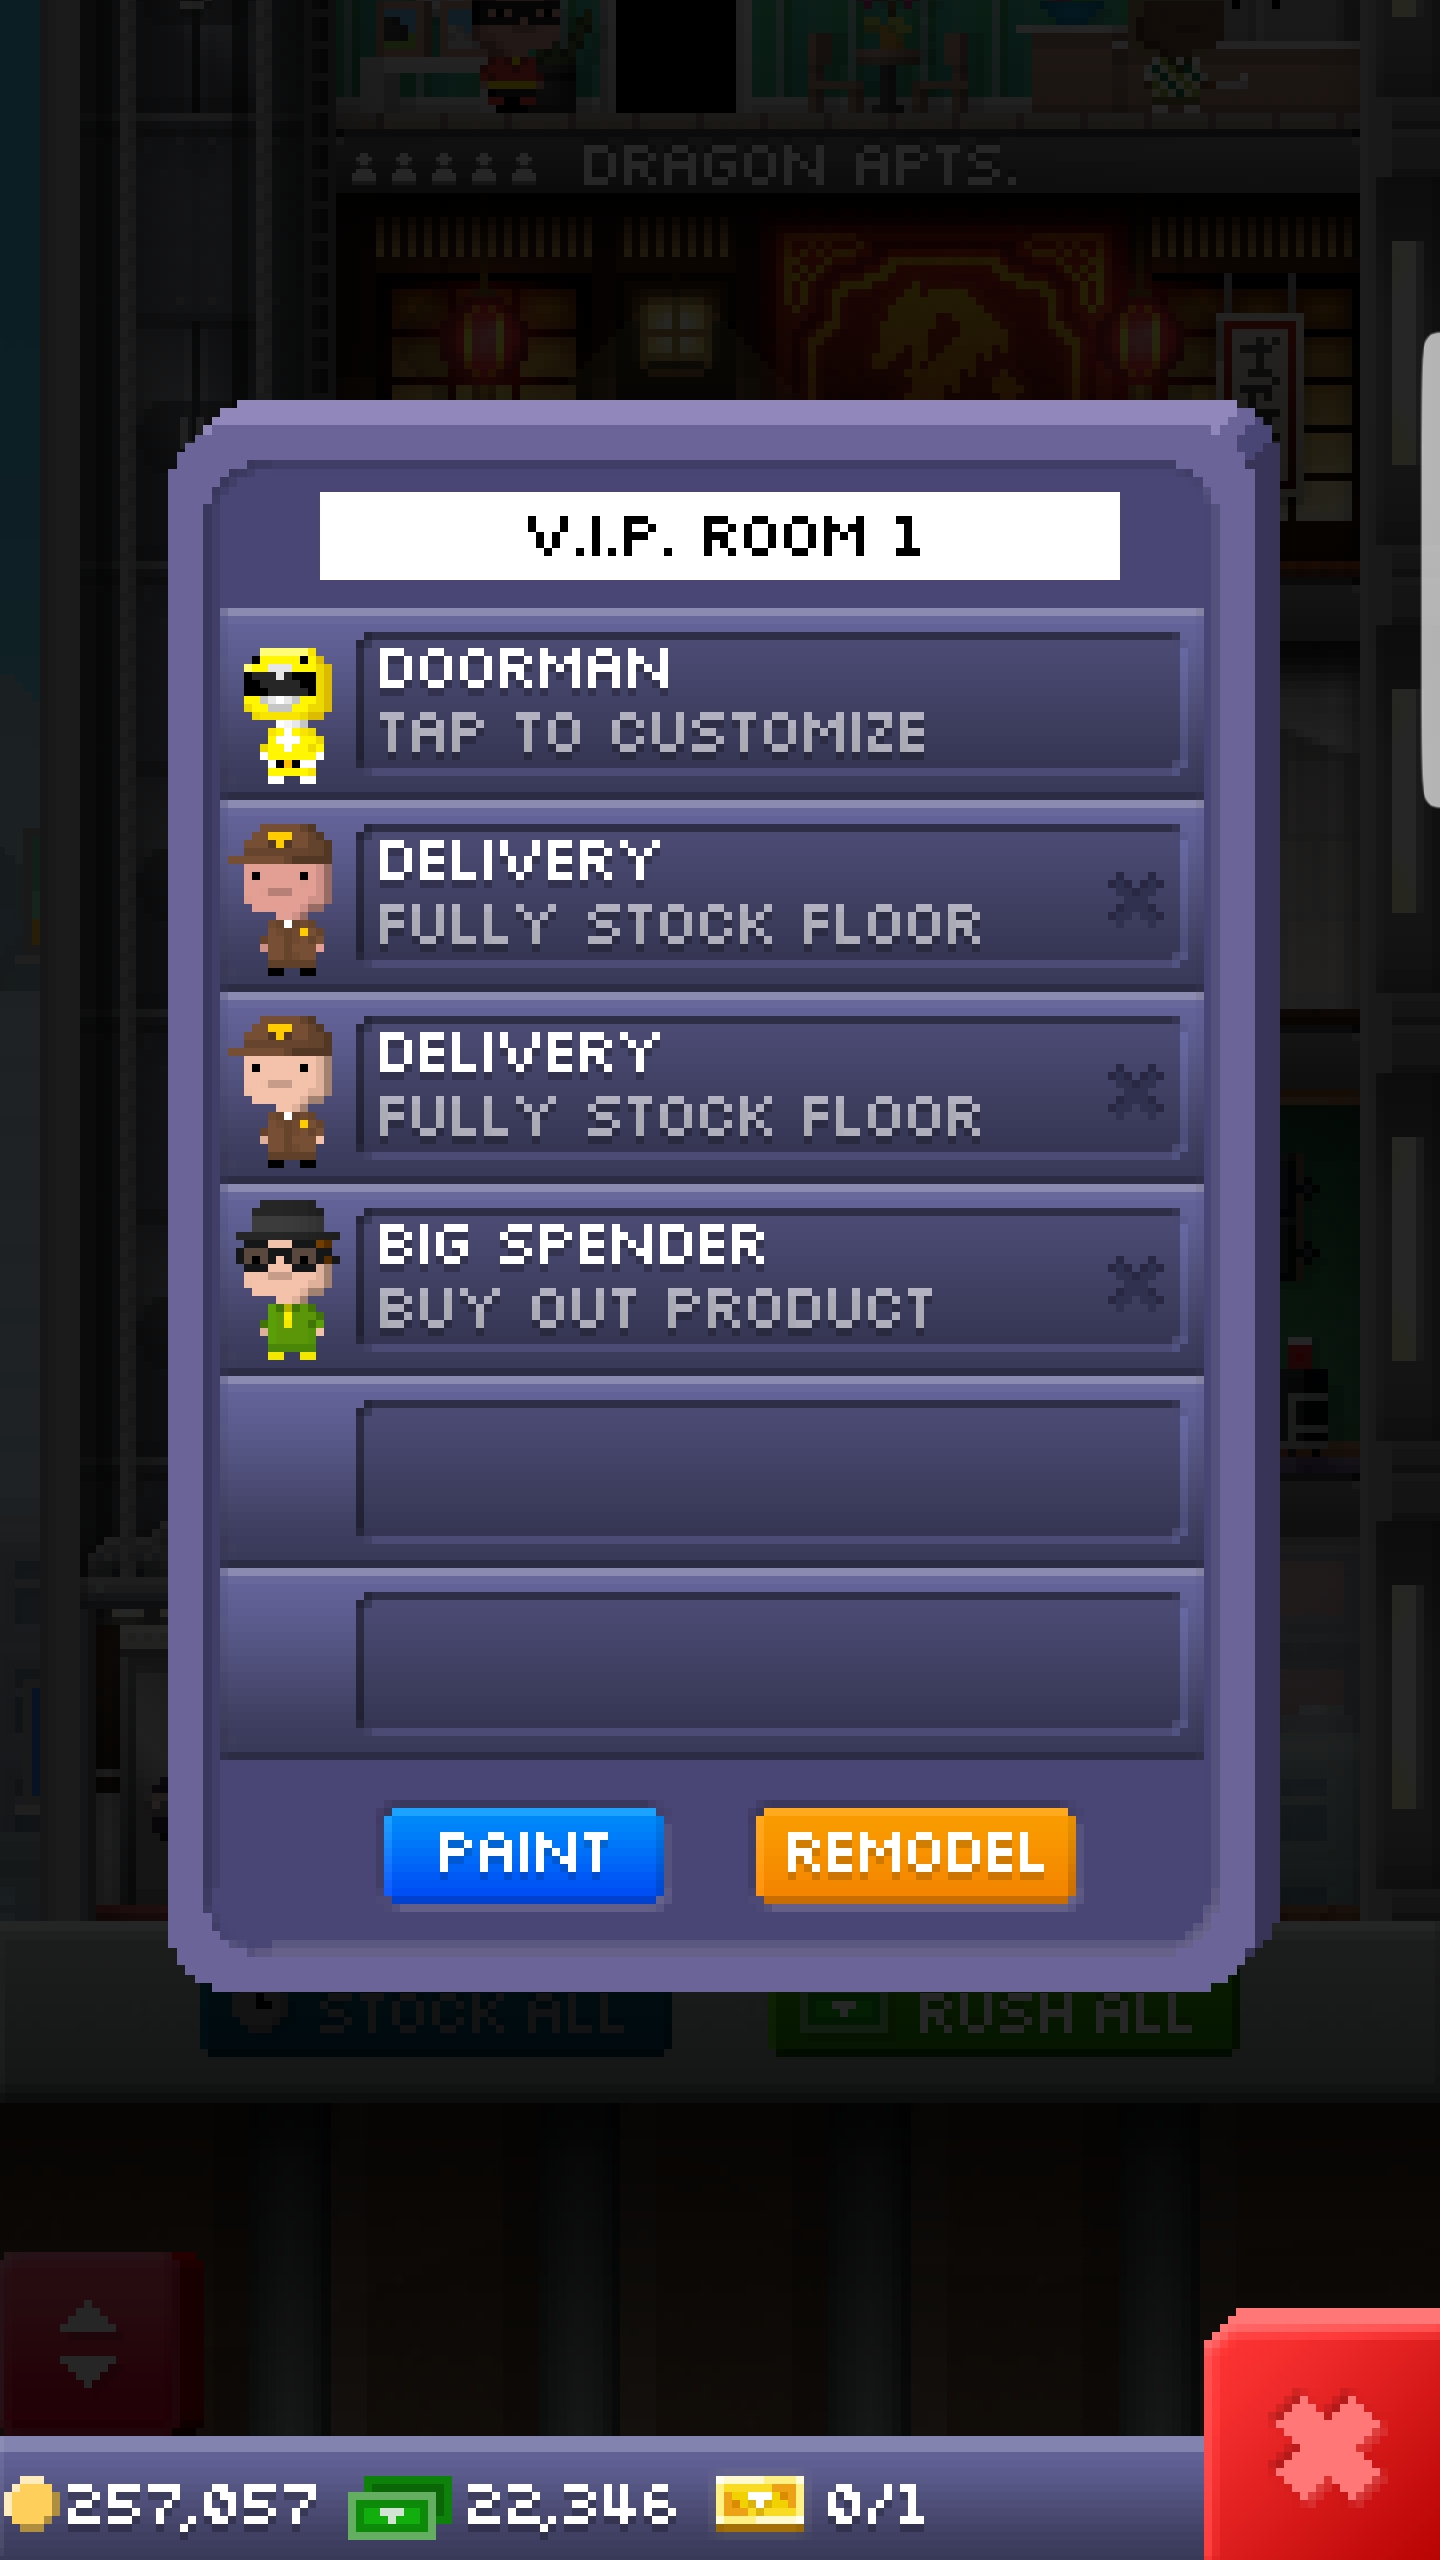 DRAGON APTS.
V.I.P. ROOM 1
DOORMAN
TAP TO CUSTOMIZE
DELIVERY
FULLY STOCK FLOOR
DELIVERY
FULLY STOCK FLOOR
BIG SPENDER
BUY OUT PRODUCT
PAINT
REMODEL
STOCK ALL
RUSH ALL
257,057
22,346
0/1